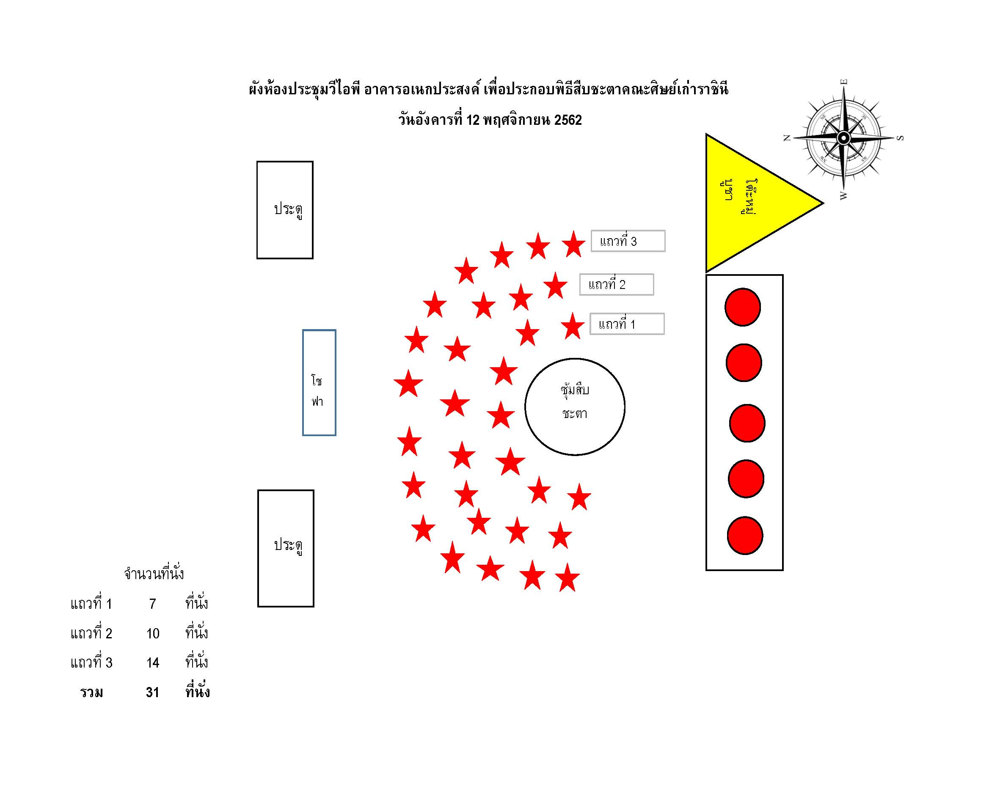 ผังห้องประชุมวีไอพี อาคารอเนกประสงค์ เพื่อประกอบพิธีสืบชะตาคณะศิษย์เก่าราชินี
วันอังคารที่ 12 พฤศจิกายน 2562
E
NE
SE
N
S
NW
SW
W
โต๊ะหมู่
บูชา
ประตู
แถวที่ 3
แถวที่ 2
แถวที่ 1
โซ
ฟา
ซุ้มสืบ
ชะตา
ประตู
จำนวนที่นั่ง
แถวที่ 1 7 ที่นั่ง
แถวที่ 2 10 ที่นั่ง
แถวที่ 3 14 ที่นั่ง
รวม 31 ที่นั่ง